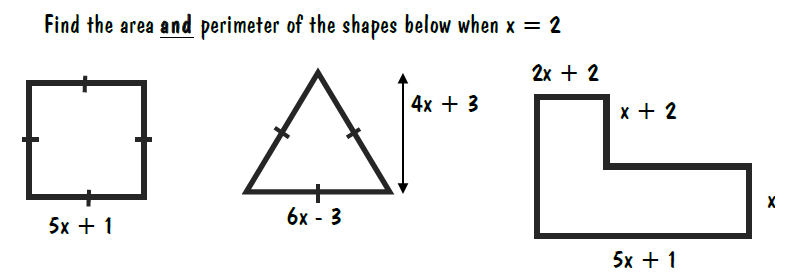 Find the area and perimeter of the shapes below when x = 2
2x + 2
4x + 3
x + 2
x
5x + 1
6x - 3
5x + 1